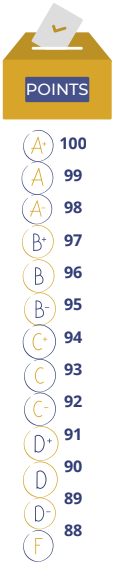 POINTS
A+ 100
A 99
A- 98
B+ 97
B 96
B- 95
C+ 94
C 93
C- 92
D+ 91
D 90
D- 89
F 88